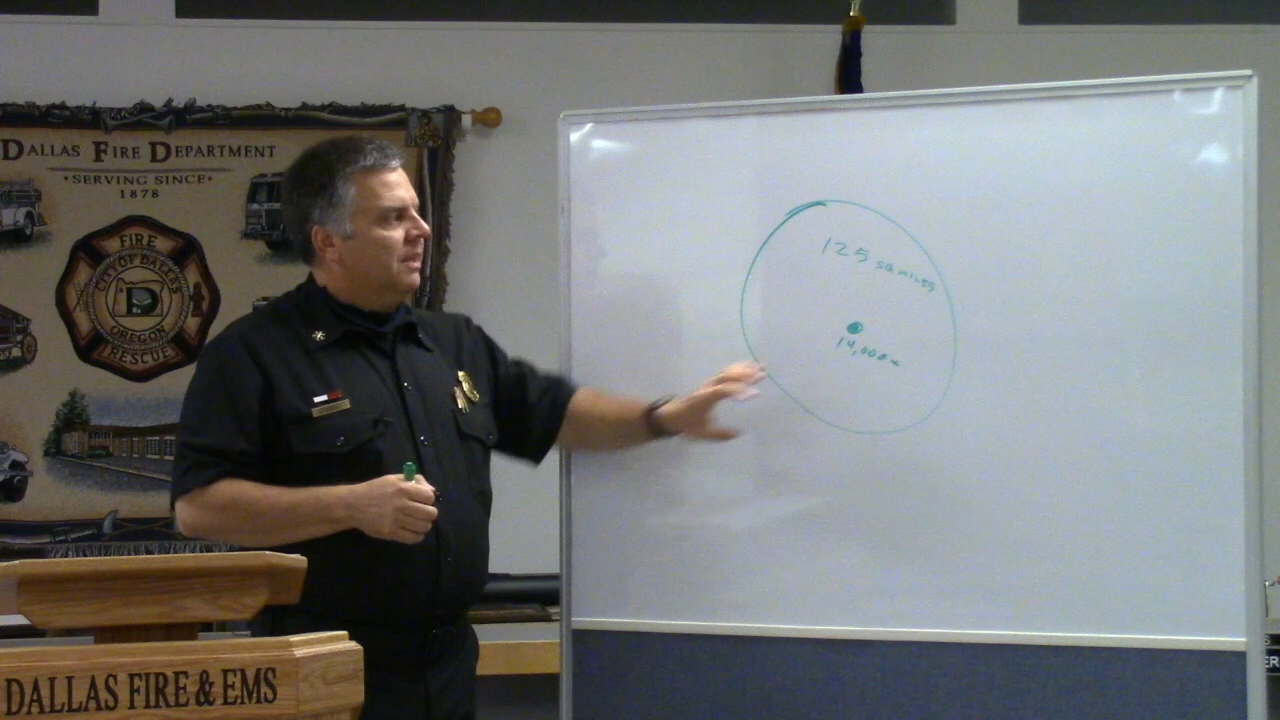 DALLAS FIRE DEPARTMENT
•SERVING SINCE•
1878
FIRE
CITY OF DALLAS
D
OREGON
RESCUE
125 sq miles
14,000+
DALLAS FIRE & EMS
ER